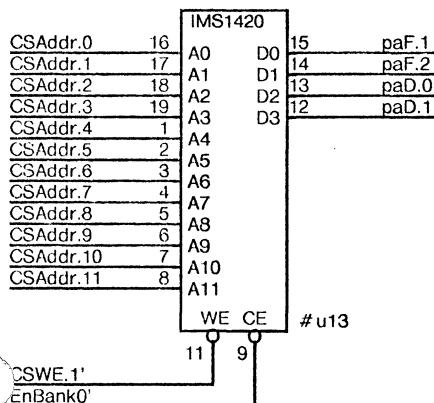 IMS1420
CSAddr.0 16 A0 D0 15 paF.1
CSAddr.1 17 A1 D1 14 paF.2
CSAddr.2 18 A2 D2 13 paD.0
CSAddr.3 19 A3 D3 12 paD.1
CSAddr.4 1 A4
CSAddr.5 2 A5
CSAddr.6 3 A6
CSAddr.7 4 A7
CSAddr.8 5 A8
CSAddr.9 6 A9
CSAddr.10 7 A10
CSAddr.11 8 A11
WE CE #u13
11 9
CSWE.1'
EnBank0'